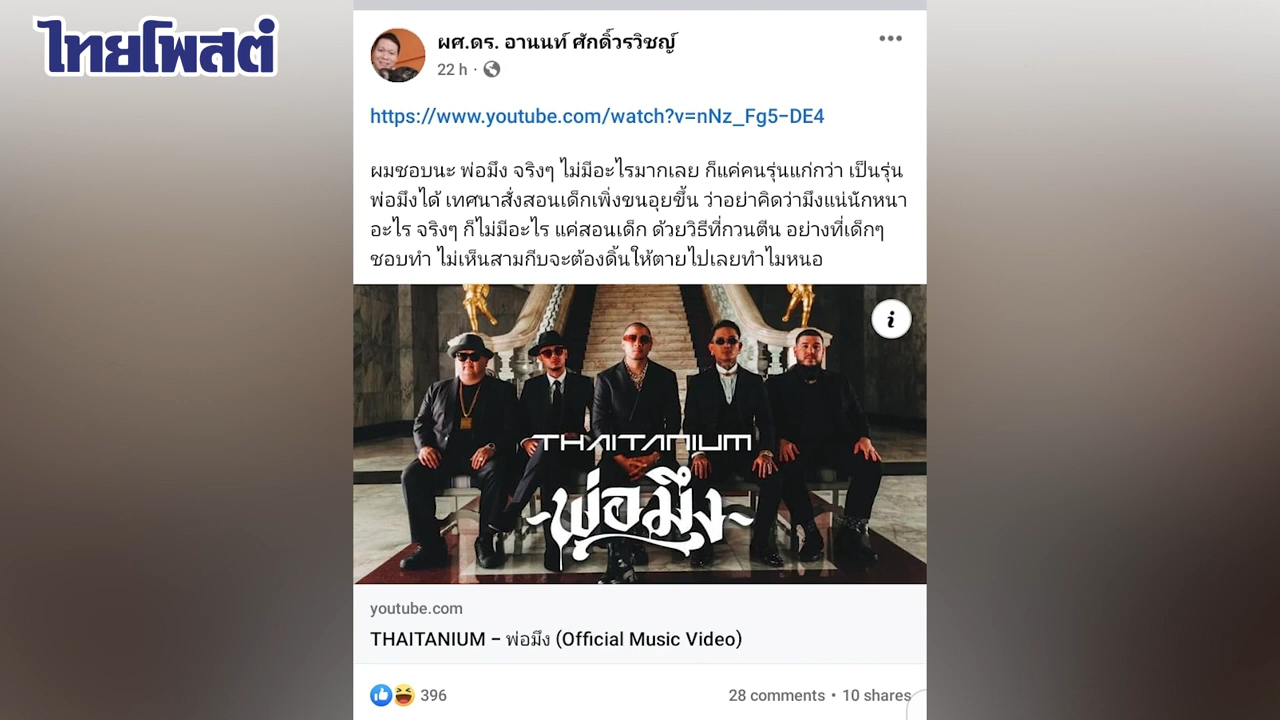 ไทยโพสต์
ผศ.ดร. อานนท์ ศักดิ์วรวิชญ์
22 h ·
https://www.youtube.com/watch?v=nNz_Fg5-DE4
ผมชอบนะ พ่อมึง จริงๆ ไม่มีอะไรมากเลย ก็แค่คนรุ่นแก่กว่า เป็นรุ่น
พ่อมึงได้ เทศนาสั่งสอนเด็กเพิ่งขนอุยขึ้น ว่าอย่าคิดว่ามึงแน่นักหนา
อะไร จริงๆ ก็ไม่มีอะไร แค่สอนเด็ก ด้วยวิธีที่กวนตีน อย่างที่เด็กๆ
ชอบทำ ไม่เห็นสามกีบจะต้องดิ้นให้ตายไปเลยทำไมหนอ
THAITANIUM
-พ่อมึง-
youtube.com
THAITANIUM - พ่อมึง (Official Music Video)
396
28 comments • 10 shares